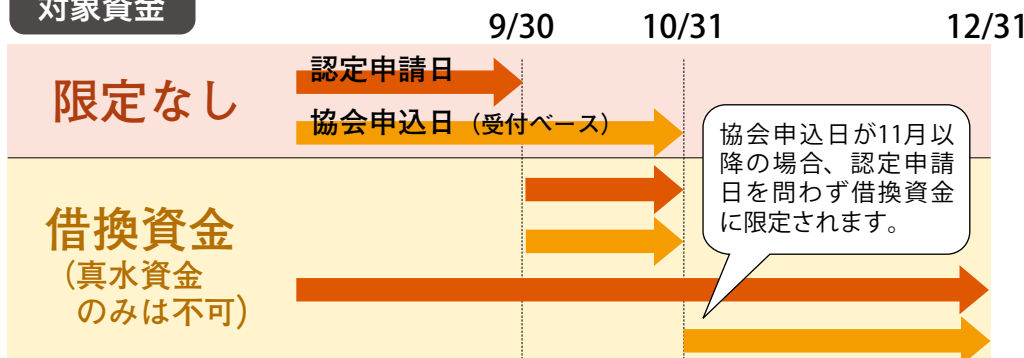 対象資金
9/30 10/31 12/31
限定なし
認定申請日
協会申込日（受付ベース）
協会申込日が11月以
降の場合、認定申請
日を問わず借換資金
に限定されます。
借換資金
（真水資金
のみは不可）